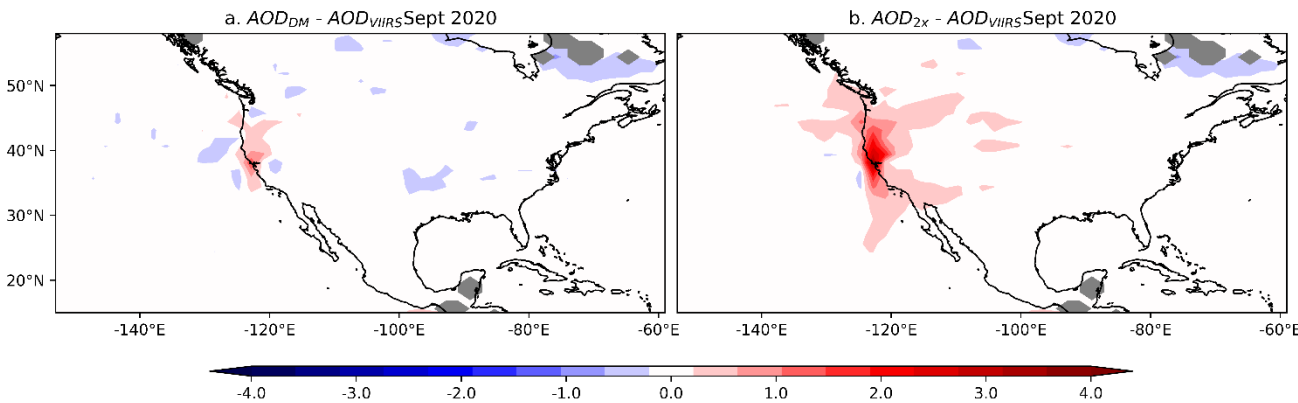 a. AOD_DM - AOD_VIIRS Sept 2020
b. AOD_2x - AOD_VIIRS Sept 2020
50°N
40°N
30°N
20°N
-140°E -120°E -100°E -80°E -60°E
-140°E -120°E -100°E -80°E -60°E
-4.0 -3.0 -2.0 -1.0 0.0 1.0 2.0 3.0 4.0